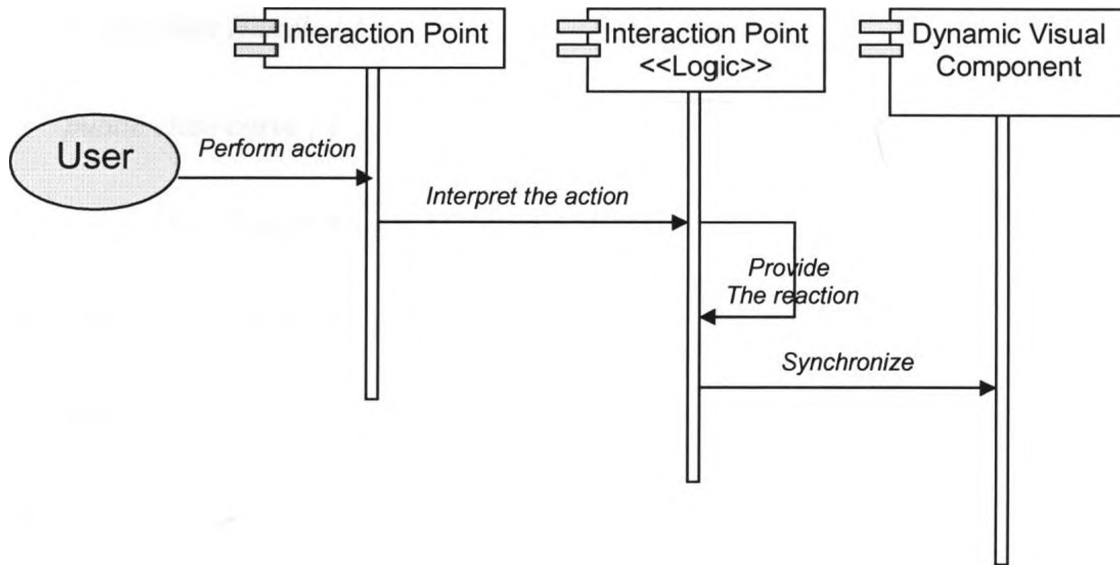 Interaction Point
Interaction Point
<<Logic>>
Dynamic Visual
Component
User
Perform action
Interpret the action
Provide
The reaction
Synchronize